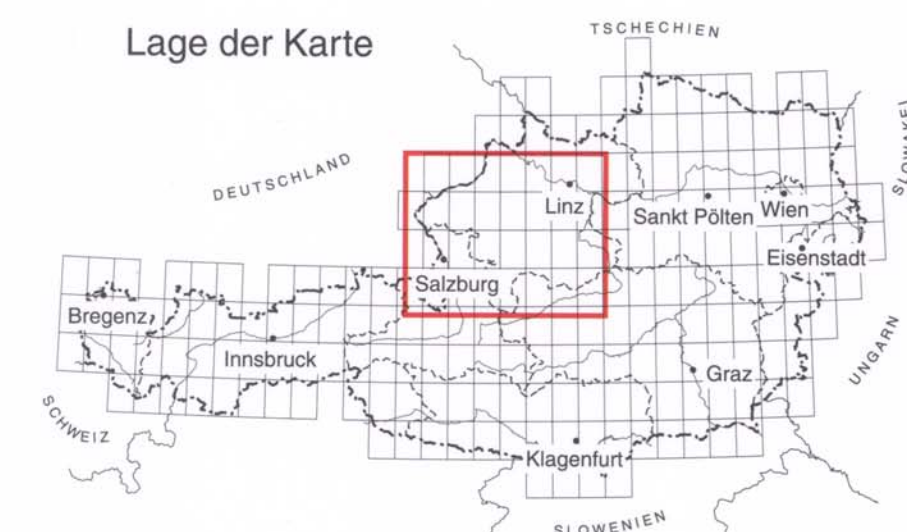 Lage der Karte
TSCHECHIEN
DEUTSCHLAND
Linz
Sankt Pölten
Wien
Eisenstadt
Salzburg
Bregenz
Innsbruck
Graz
UNGARN
SCHWEIZ
Klagenfurt
SLOWENIEN